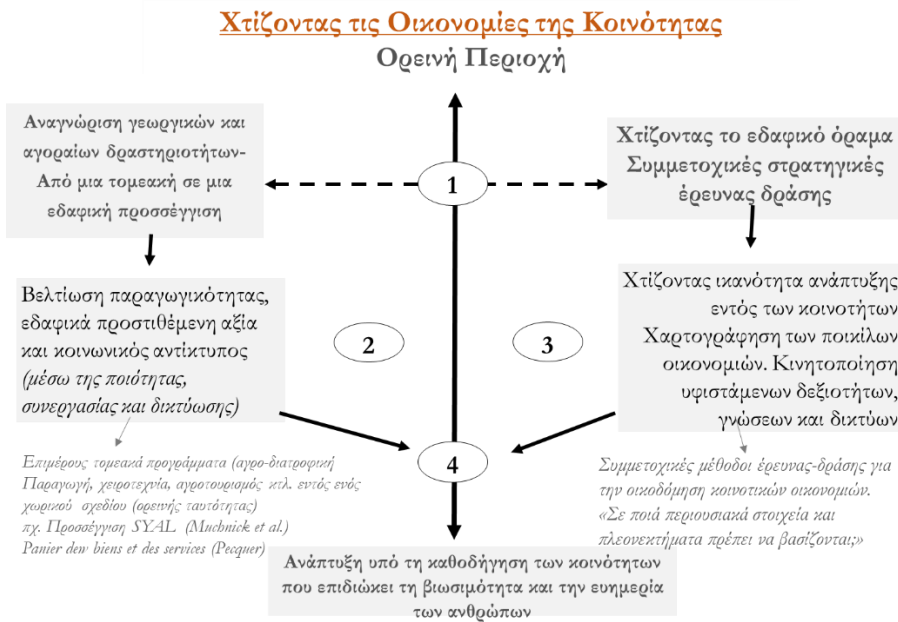 Χτίζοντας τις Οικονομίες της Κοινότητας
Ορεινή Περιοχή
Αναγνώριση γεωργικών και
αγοραίων δραστηριοτήτων-
Από μια τομεακή σε μια
εδαφική προσσέγγιση
1
Χτίζοντας το εδαφικό όραμα
Συμμετοχικές στρατηγικές
έρευνας δράσης
Βελτίωση παραγωγικότητας,
εδαφικά προστιθέμενη αξία
και κοινωνικός αντίκτυπος
(μέσω της ποιότητας,
συνεργασίας και δικτύωσης)
2
3
Χτίζοντας ικανότητα ανάπτυξης
εντός των κοινοτήτων
Χαρτογράφηση των ποικίλων
οικονομιών. Κινητοποίηση
υφιστάμενων δεξιοτήτων,
γνώσεων και δικτύων
4
Επιμέρους τομεακά προγράμματα (αγρο-διατροφική
Παραγωγή, χειροτεχνία, αγροτουρισμός κτλ. εντός ενός
χωρικού σχεδίου (ορεινής ταυτότητας)
πχ. Προσέγγιση SYAL (Muchnick et al.)
Panier dew biens et des services (Pecquer)
Συμμετοχικές μέθοδοι έρευνας-δράσης για
την οικοδόμηση κοινοτικών οικονομιών.
«Σε ποιά περιουσιακά στοιχεία και
πλεονεκτήματα πρέπει να βασίζονται;»
Ανάπτυξη υπό τη καθοδήγηση των κοινότητων
που επιδιώκει τη βιωσιμότητα και την ευημερία
των ανθρώπων